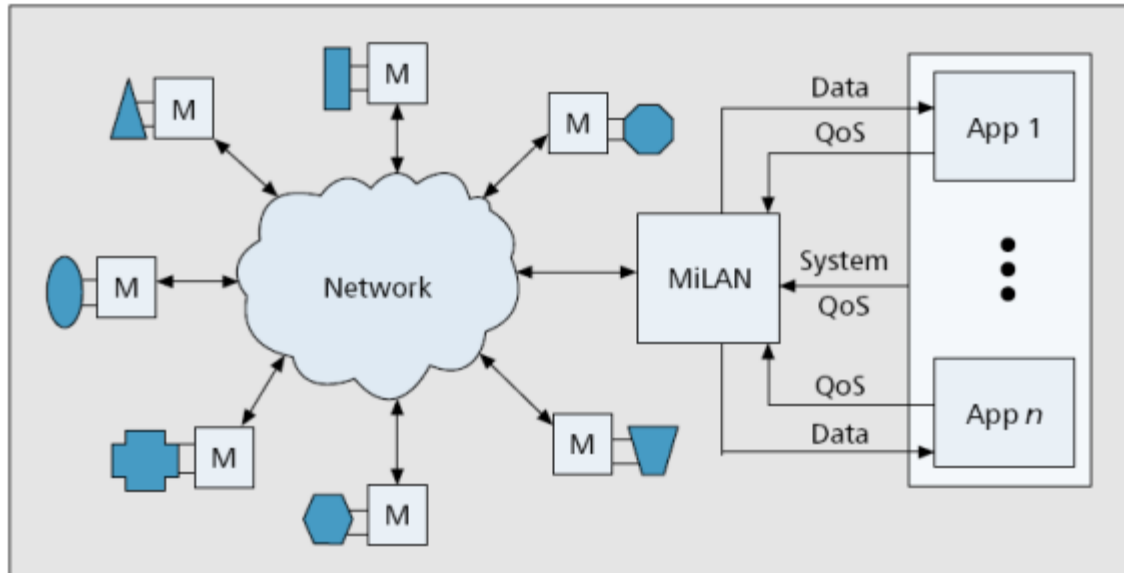 M
M
M
M
M
M
M
Network
MiLAN
Data
QoS
App 1
System
QoS
QoS
Data
App n